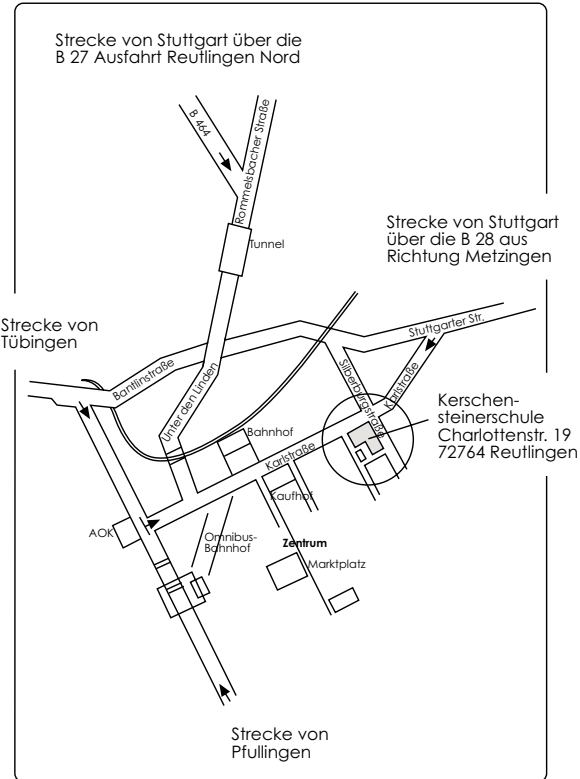 Strecke von Stuttgart über die
B 27 Ausfahrt Reutlingen Nord
B 464
Rommelsbacher Straße
Tunnel
Strecke von Stuttgart
über die B 28 aus
Richtung Metzingen
Stuttgarter Str.
Strecke von
Tübingen
Bantlinstraße
Unter den Linden
Silberburgstraße
Karlstraße
Kerschen-
steinerschule
Charlottenstr. 19
72764 Reutlingen
Bahnhof
Karlstraße
Kaufhof
AOK
Omnibus-
Bahnhof
Zentrum
Marktplatz
Strecke von
Pfullingen